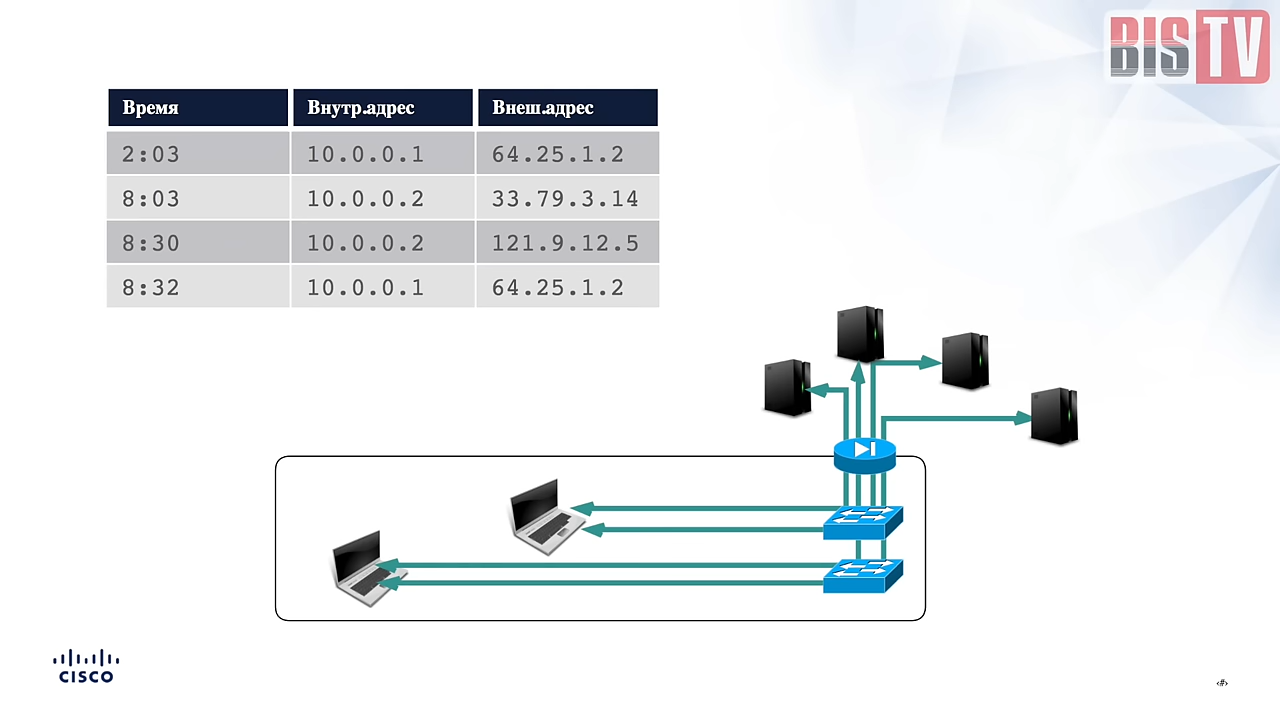 BIS TV
Время Внутр.адрес Внеш.адрес
2:03 10.0.0.1 64.25.1.2
8:03 10.0.0.2 33.79.3.14
8:30 10.0.0.2 121.9.12.5
8:32 10.0.0.1 64.25.1.2
CISCO
‹#›